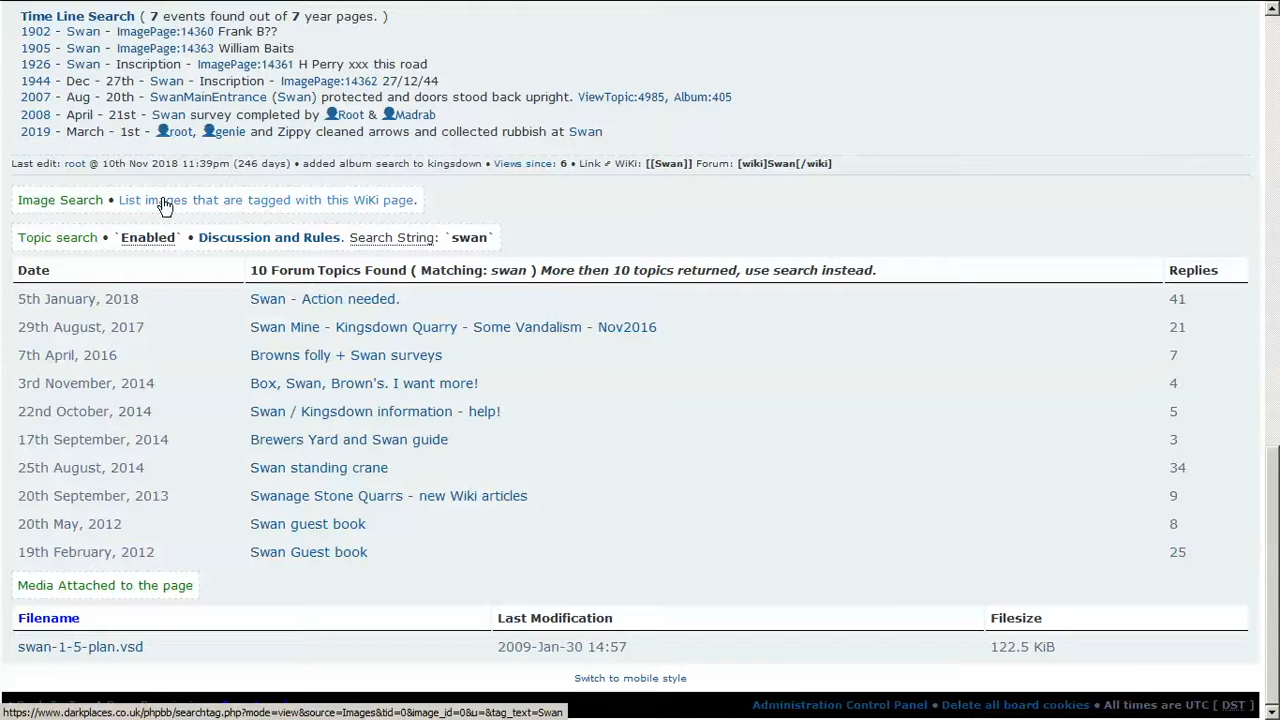 Time Line Search ( 7 events found out of 7 year pages. )
1902 - Swan - ImagePage:14360 Frank B??
1905 - Swan - ImagePage:14363 William Baits
1926 - Swan - Inscription - ImagePage:14361 H Perry xxx this road
1944 - Dec - 27th - Swan - Inscription - ImagePage:14362 27/12/44
2007 - Aug - 20th - SwanMainEntrance (Swan) protected and doors stood back upright. ViewTopic:4985, Album:405
2008 - April - 21st - Swan survey completed by Root & Madrab
2019 - March - 1st - root, genie and Zippy cleaned arrows and collected rubbish at Swan
Last edit: root @ 10th Nov 2018 11:39pm (246 days) • added album search to kingsdown • Views since: 6 • Link WiKi: [[Swan]] Forum: [wiki]Swan[/wiki]
Image Search • List images that are tagged with this WiKi page.
Topic search • `Enabled` • Discussion and Rules. Search String: `swan`
Date 10 Forum Topics Found ( Matching: swan ) More then 10 topics returned, use search instead. Replies
5th January, 2018 Swan - Action needed. 41
29th August, 2017 Swan Mine - Kingsdown Quarry - Some Vandalism - Nov2016 21
7th April, 2016 Browns folly + Swan surveys 7
3rd November, 2014 Box, Swan, Brown's. I want more! 4
22nd October, 2014 Swan / Kingsdown information - help! 5
17th September, 2014 Brewers Yard and Swan guide 3
25th August, 2014 Swan standing crane 34
20th September, 2013 Swanage Stone Quarrs - new Wiki articles 9
20th May, 2012 Swan guest book 8
19th February, 2012 Swan Guest book 25
Media Attached to the page
Filename Last Modification Filesize
swan-1-5-plan.vsd 2009-Jan-30 14:57 122.5 KiB
Switch to mobile style
Administration Control Panel • Delete all board cookies • All times are UTC [ DST ]
https://www.darkplaces.co.uk/phpbb/searchtag.php?mode=view&source=Images&tid=0&image_id=0&u=&tag_text=Swan